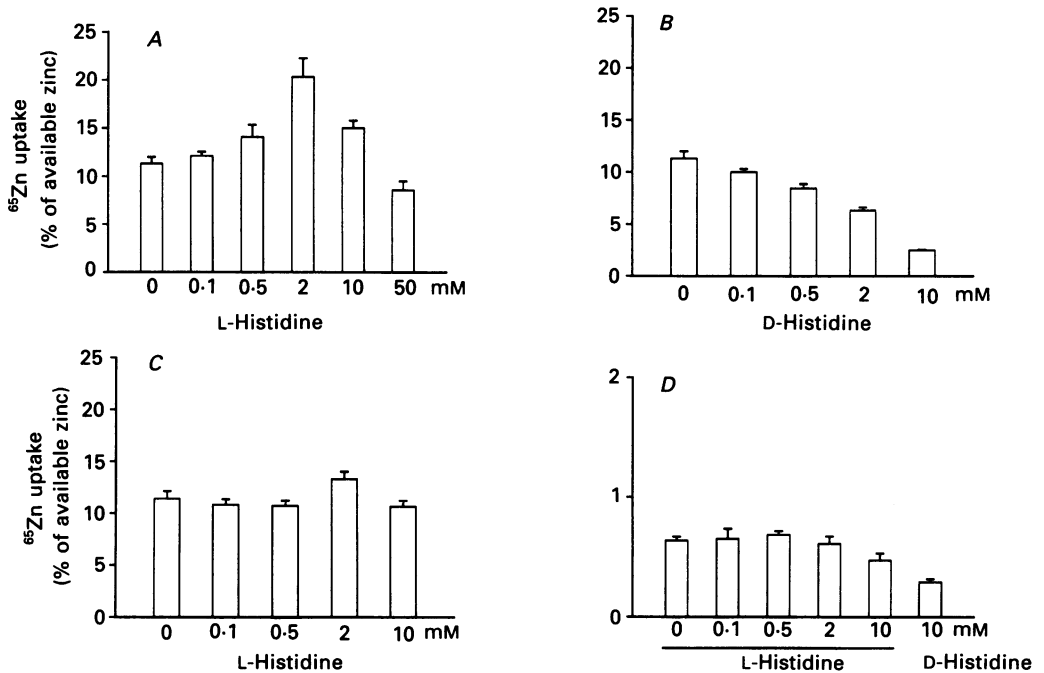 A
25
20
15
10
5
0
⁶⁵Zn uptake
(% of available zinc)
0 0·1 0·5 2 10 50 mM
L-Histidine
B
25
20
15
10
5
0
0 0·1 0·5 2 10 mM
D-Histidine
C
25
20
15
10
5
0
⁶⁵Zn uptake
(% of available zinc)
0 0·1 0·5 2 10 mM
L-Histidine
D
2
1
0
0 0·1 0·5 2 10 10 mM
L-Histidine D-Histidine